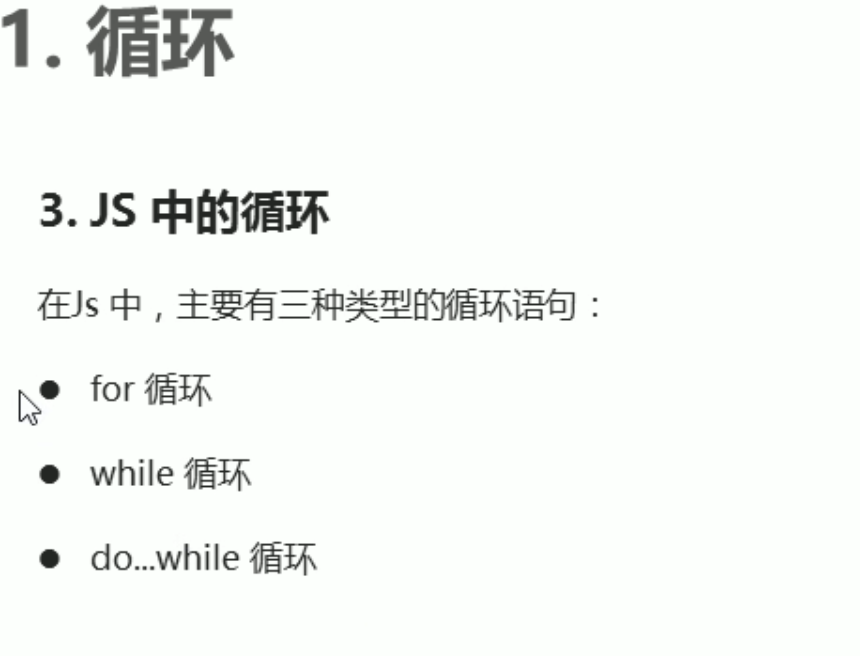 1. 循环
3. JS 中的循环
在Js 中，主要有三种类型的循环语句：
● for 循环
● while 循环
● do...while 循环